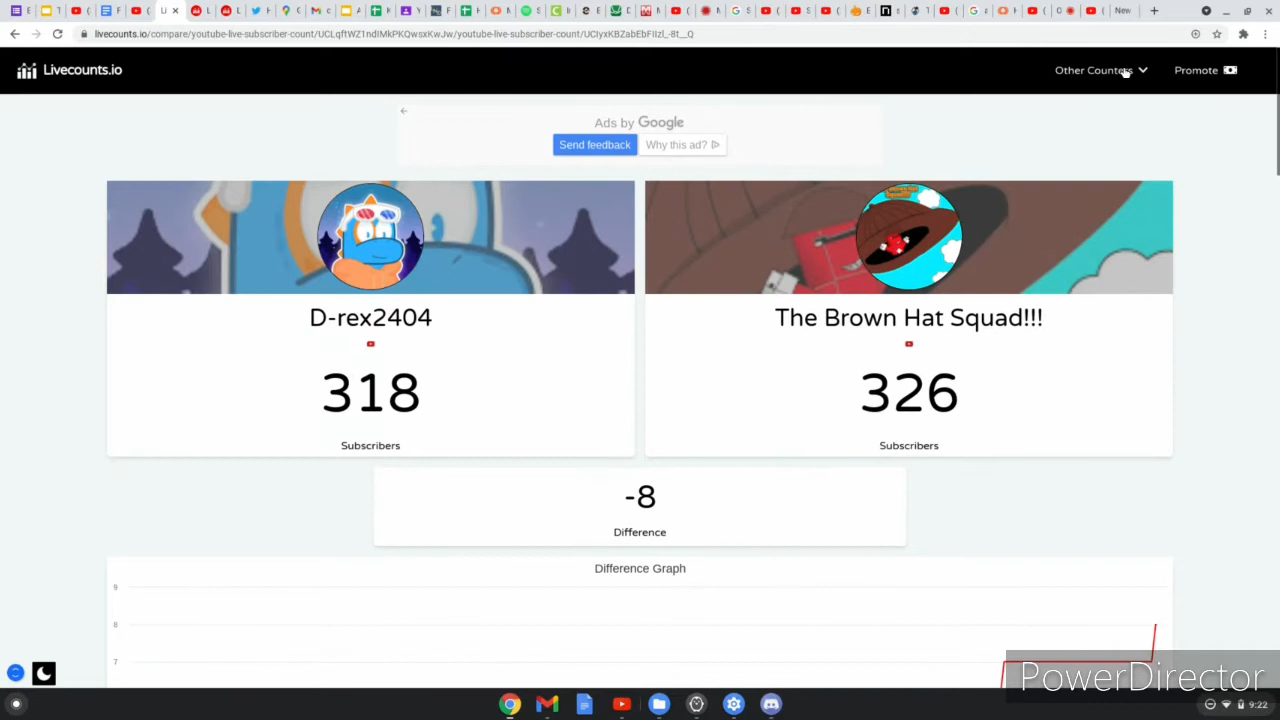 livecounts.io/compare/youtube-live-subscriber-count/UCLqftWZ1ndIMkPKQwsxKwJw/youtube-live-subscriber-count/UCIyxKBZabEbFIIzl_-8t__Q
Livecounts.io
Other Counters
Promote
Ads by Google
Send feedback
Why this ad?
D-rex2404
318
Subscribers
The Brown Hat Squad!!!
326
Subscribers
-8
Difference
Difference Graph
9
8
7
PowerDirector
9:22